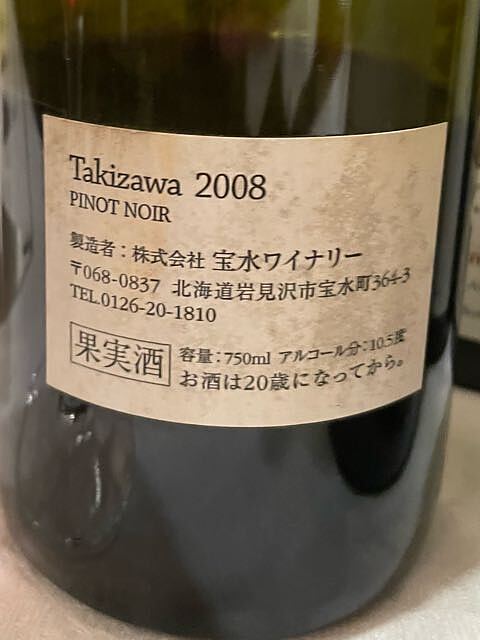 Takizawa 2008
PINOT NOIR
製造者：株式会社 宝水ワイナリー
〒068-0837 北海道岩見沢市宝水町364-3
TEL.0126-20-1810
果実酒
容量：750ml アルコール分：10.5度
お酒は20歳になってから。